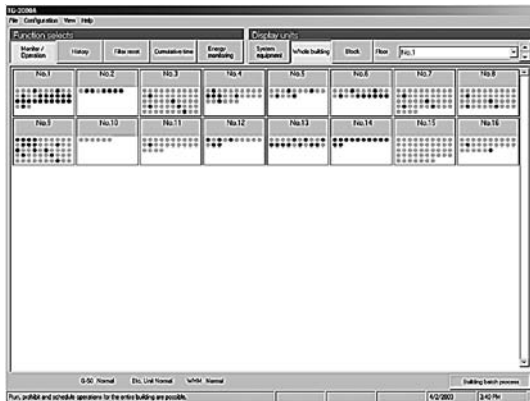 TG-2000A
File Configuration View Help
Function selects Display units
Monitor / Operation History Filter reset Cumulative time Energy monitoring System equipment Whole building Block Floor No.1
No.1 No.2 No.3 No.4 No.5 No.6 No.7 No.8
No.9 No.10 No.11 No.12 No.13 No.14 No.15 No.16
G-50 Normal Etc. Unit Normal WHM Normal
Building batch process
Run, prohibit and schedule operations for the entire building are possible. 4/2/2003 3:40 PM